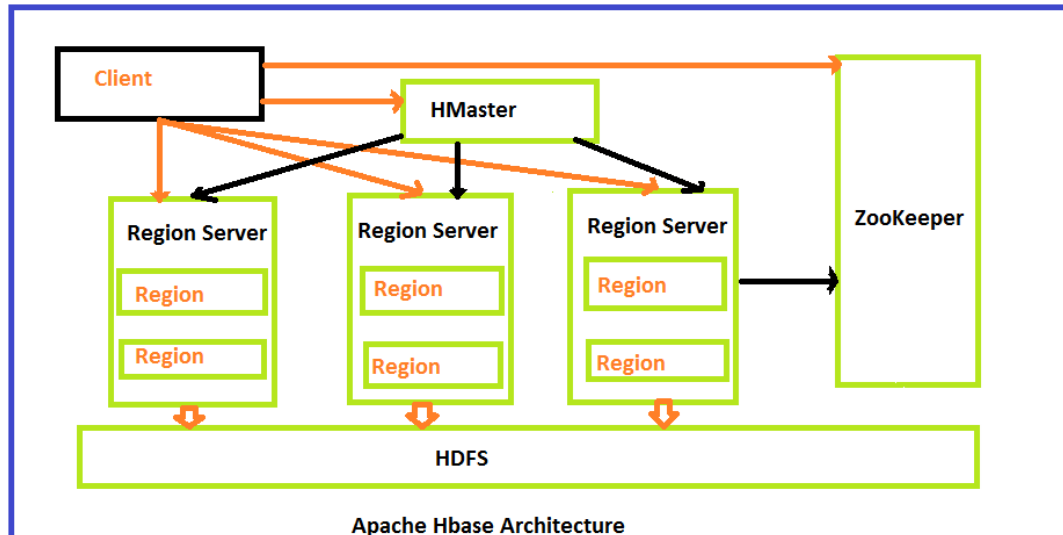 Client
HMaster
ZooKeeper
Region Server
Region Server
Region Server
Region
Region
Region
Region
Region
Region
HDFS
Apache Hbase Architecture